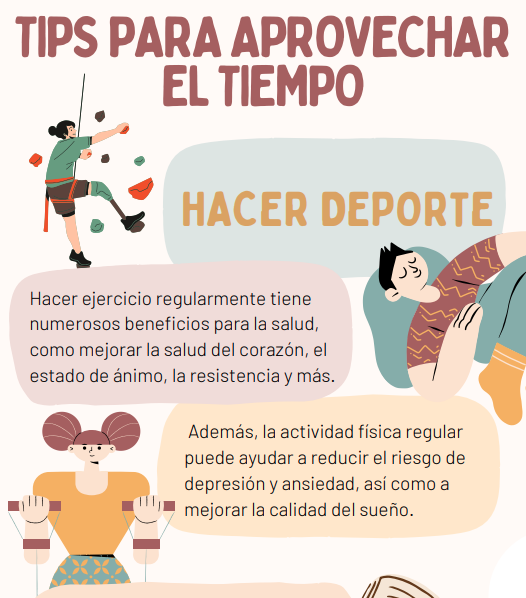 TIPS PARA APROVECHAR
EL TIEMPO
HACER DEPORTE
Hacer ejercicio regularmente tiene
numerosos beneficios para la salud,
como mejorar la salud del corazón, el
estado de ánimo, la resistencia y más.
Además, la actividad física regular
puede ayudar a reducir el riesgo de
depresión y ansiedad, así como a
mejorar la calidad del sueño.